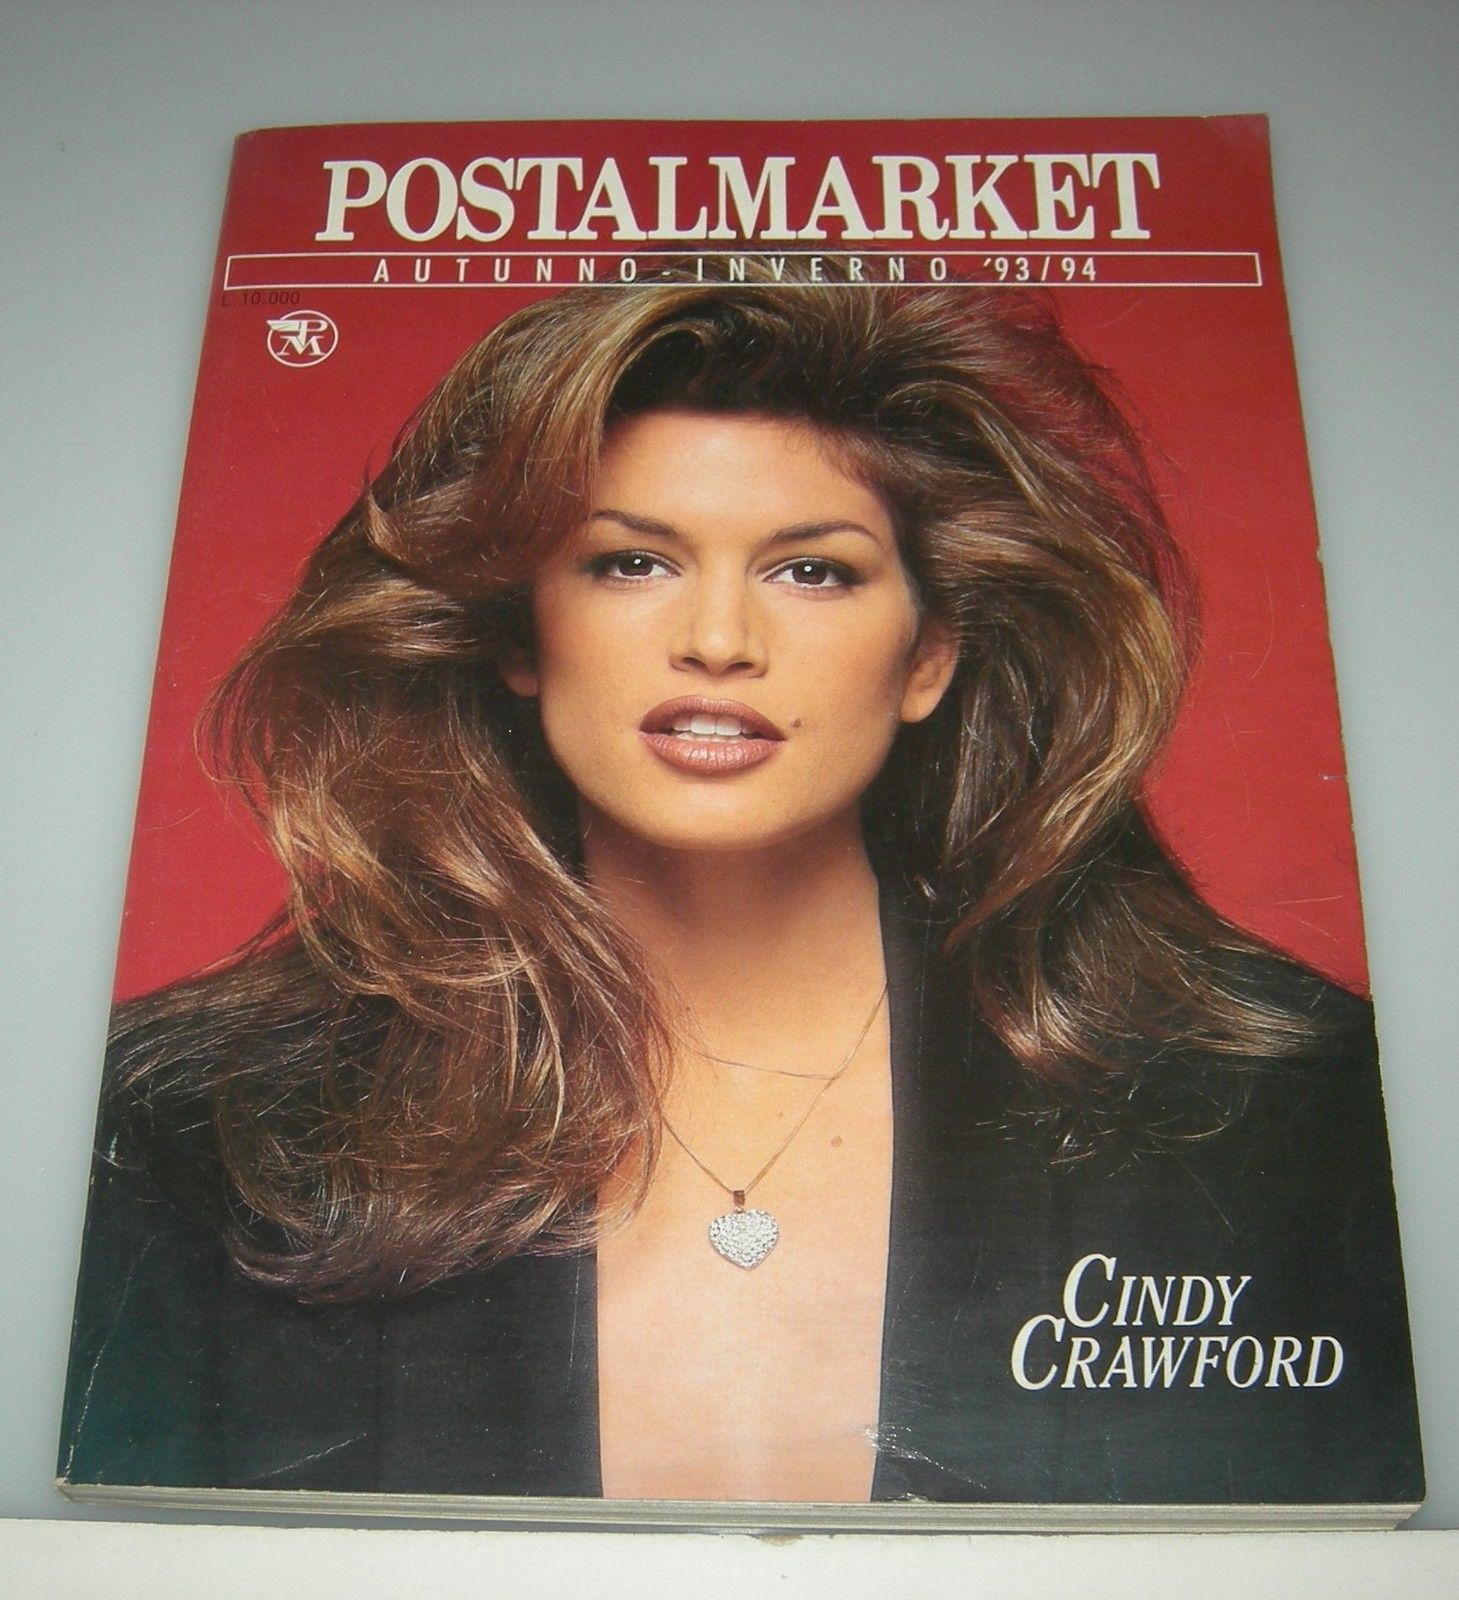 POSTALMARKET
AUTUNNO - INVERNO '93/94
L. 10.000
PM
CINDY
CRAWFORD